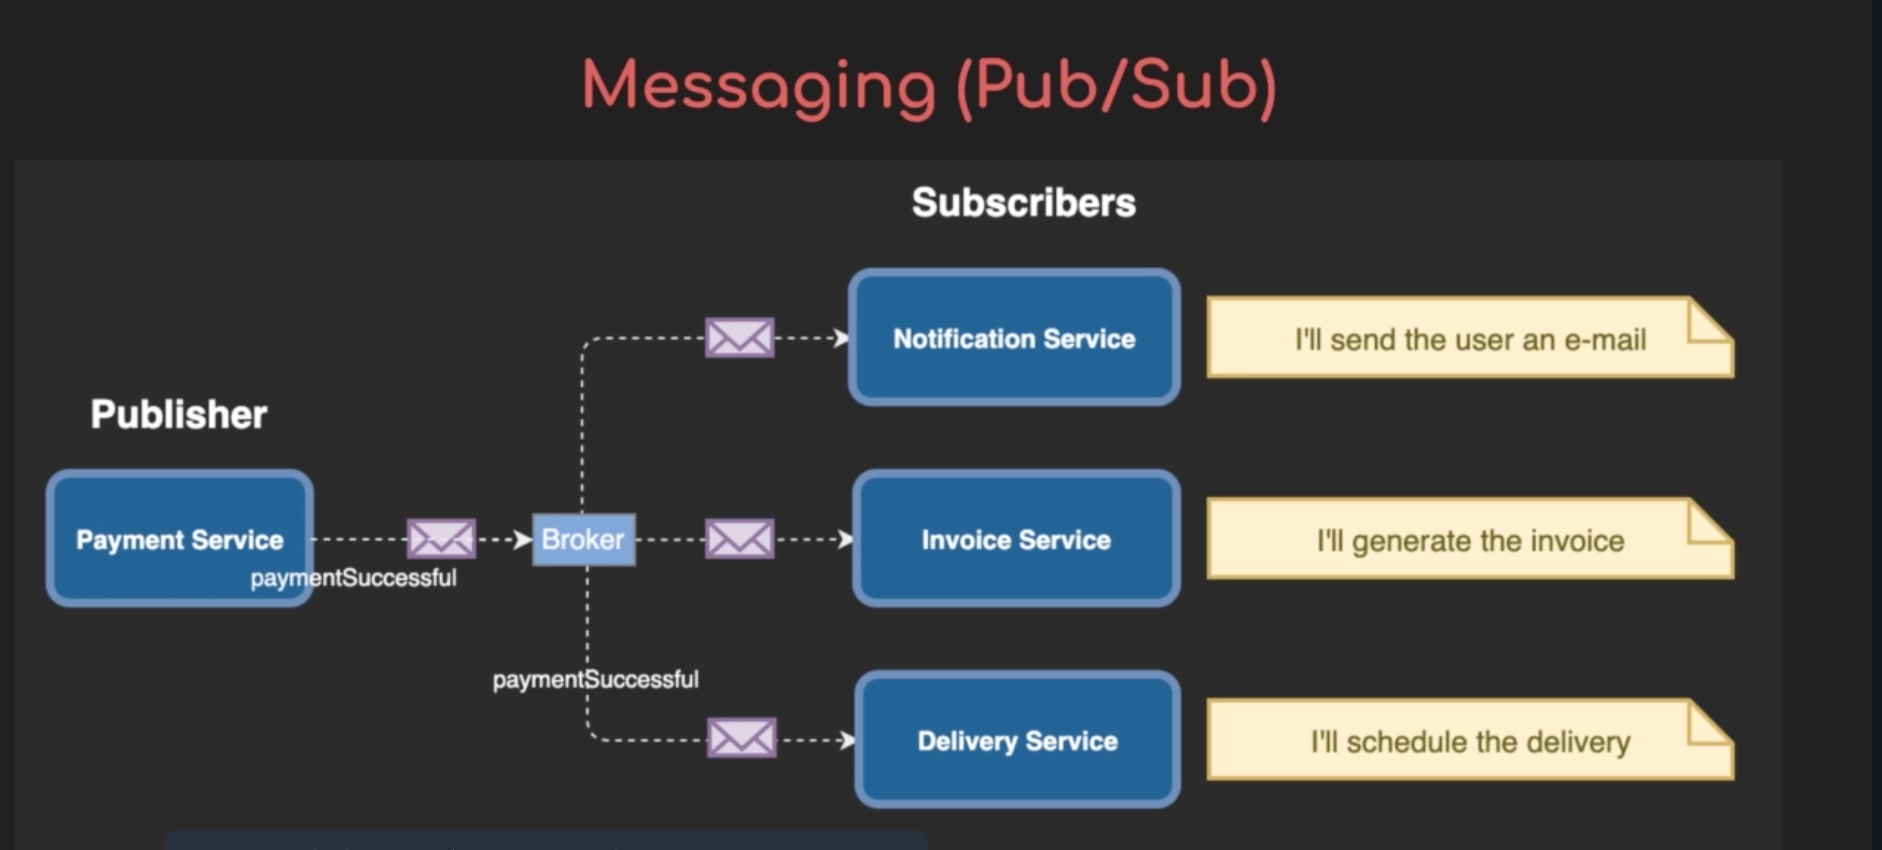 Messaging (Pub/Sub)
Subscribers
Notification Service
I'll send the user an e-mail
Publisher
Payment Service
Broker
Invoice Service
I'll generate the invoice
paymentSuccessful
paymentSuccessful
Delivery Service
I'll schedule the delivery